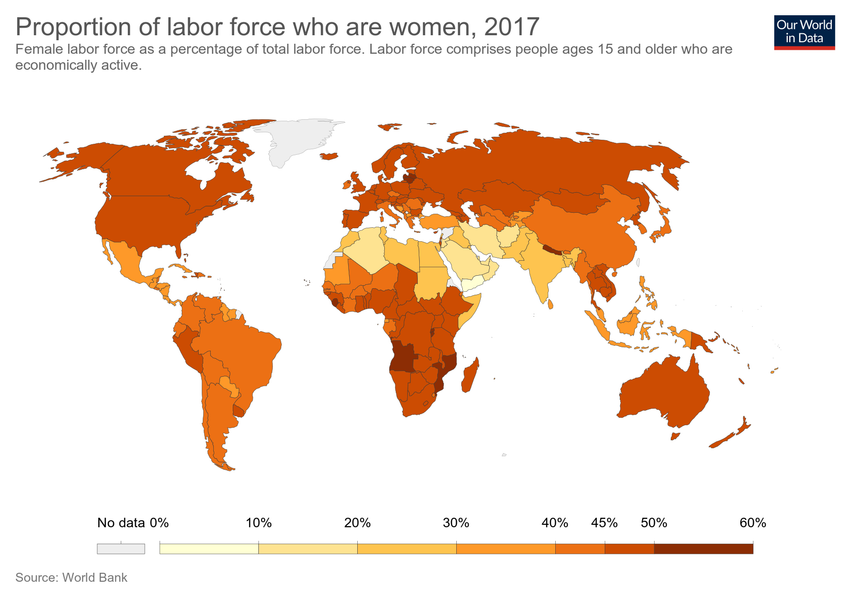 Proportion of labor force who are women, 2017
Our World
in Data
Female labor force as a percentage of total labor force. Labor force comprises people ages 15 and older who are
economically active.
No data 0% 10% 20% 30% 40% 45% 50% 60%
Source: World Bank